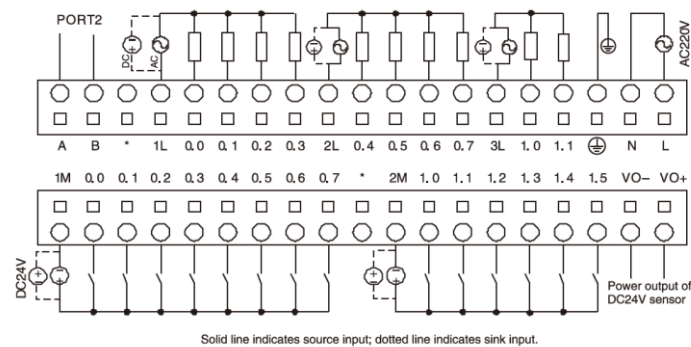 PORT2
DC
AC
AC220V
A B * 1L 0.0 0.1 0.2 0.3 2L 0.4 0.5 0.6 0.7 3L 1.0 1.1 N L
1M 0.0 0.1 0.2 0.3 0.4 0.5 0.6 0.7 * 2M 1.0 1.1 1.2 1.3 1.4 1.5 VO- VO+
DC24V
Power output of
DC24V sensor
Solid line indicates source input; dotted line indicates sink input.